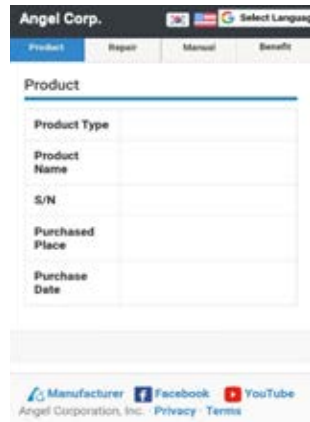 Angel Corp. G Select Languag
Product Repair Manual Benefit
Product
Product Type
Product
Name
S/N
Purchased
Place
Purchase
Date
Manufacturer Facebook YouTube
Angel Corporation, Inc. Privacy Terms